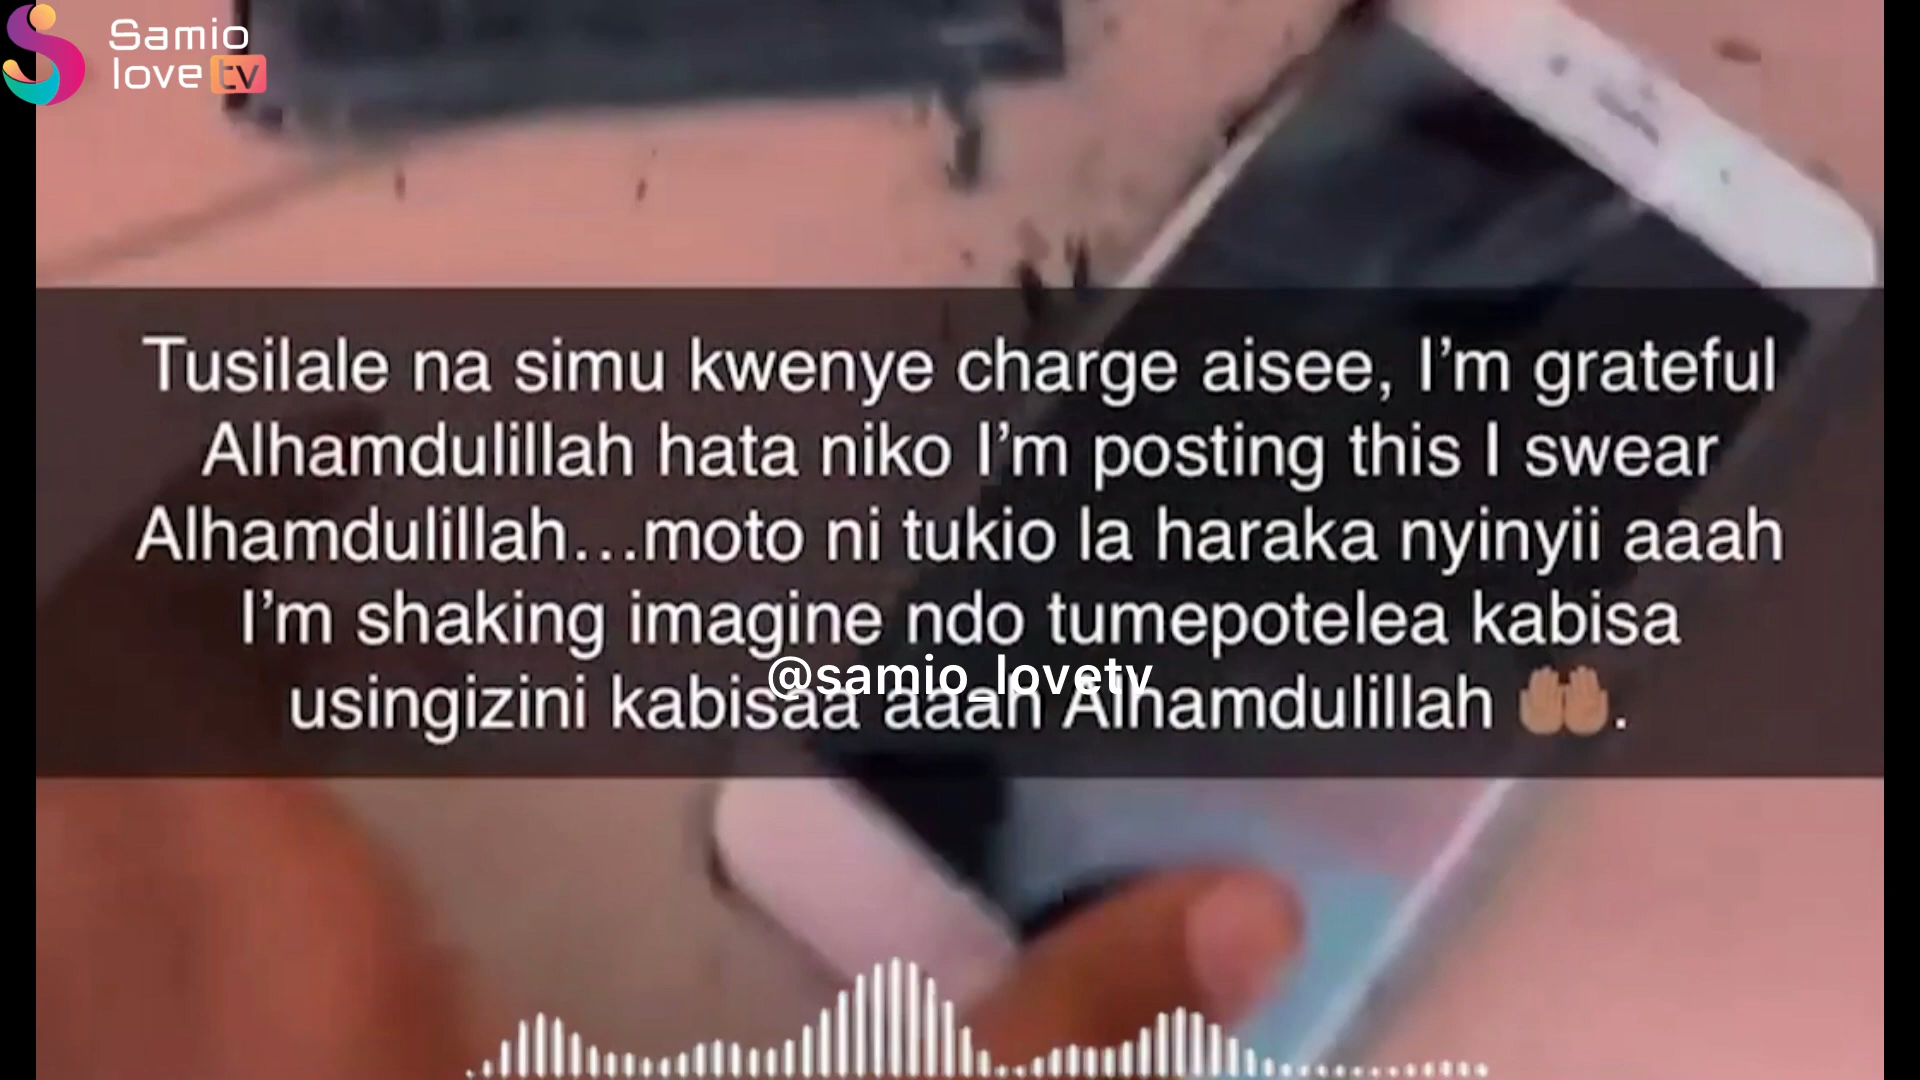 Samio
love tv
Tusilale na simu kwenye charge aisee, I'm grateful
Alhamdulillah hata niko I'm posting this I swear
Alhamdulillah...moto ni tukio la haraka nyinyii aaah
I'm shaking imagine ndo tumepotelea kabisa
@samio_lovetv
usingizini kabisaa aaah Alhamdulillah 🤲🏽.